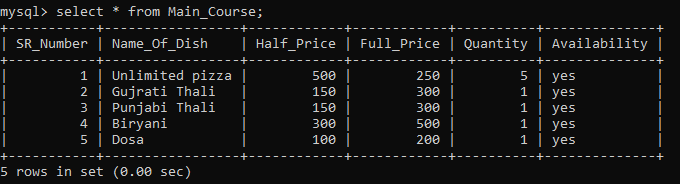 mysql> select * from Main_Course;
+-----------+-----------------+------------+------------+----------+--------------+
| SR_Number | Name_Of_Dish    | Half_Price | Full_Price | Quantity | Availability |
+-----------+-----------------+------------+------------+----------+--------------+
|         1 | Unlimited pizza |        500 |        250 |        5 | yes          |
|         2 | Gujrati Thali   |        150 |        300 |        1 | yes          |
|         3 | Punjabi Thali   |        150 |        300 |        1 | yes          |
|         4 | Biryani         |        300 |        500 |        1 | yes          |
|         5 | Dosa            |        100 |        200 |        1 | yes          |
+-----------+-----------------+------------+------------+----------+--------------+
5 rows in set (0.00 sec)